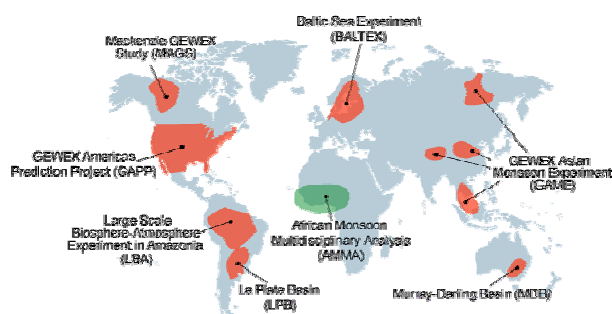 Baltic Sea Experiment
(BALTEX)
Mackenzie GEWEX
Study (MAGS)
GEWEX Americas
Prediction Project (GAPP)
GEWEX Asian
Monsoon Experiment
(GAME)
Large Scale
Biosphere-Atmosphere
Experiment in Amazonia
(LBA)
African Monsoon
Multidisciplinary Analysis
(AMMA)
La Plata Basin
(LPB)
Murray-Darling Basin (MDB)